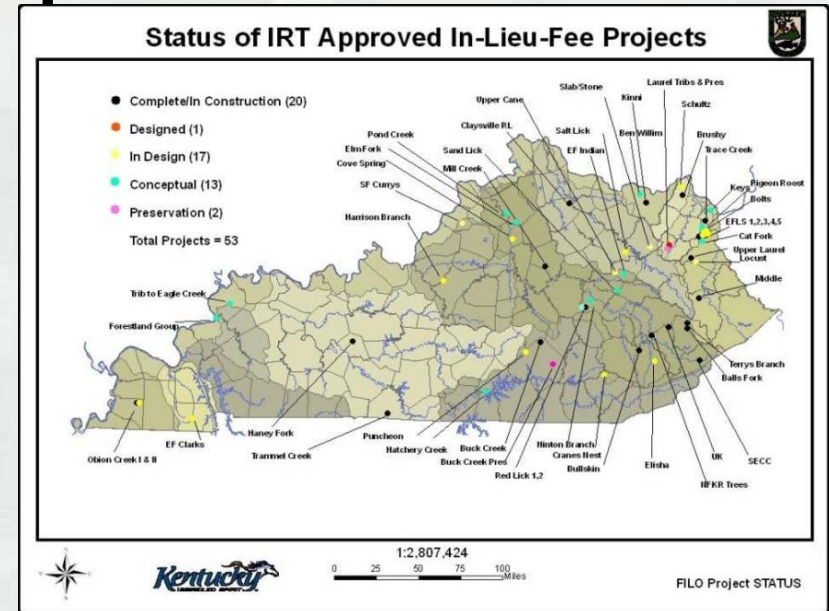 Status of IRT Approved In-Lieu-Fee Projects
Complete/In Construction (20)
Designed (1)
In Design (17)
Conceptual (13)
Preservation (2)
Total Projects = 53
Laurel Tribs & Pres
Slab/Stone
Kinni
Schultz
Upper Cane
Claysville RL
Salt Lick
Ben Willim
Brushy
Pond Creek
Sand Lick
EF Indian
Trace Creek
Elm Fork
Mill Creek
Cove Spring
Pigeon Roost
Keys
SF Currys
Bolts
EFLS 1,2,3,4,5
Harrison Branch
Cat Fork
Upper Laurel
Locust
Middle
Trib to Eagle Creek
Forestland Group
Terrys Branch
Balls Fork
Puncheon
Hatchery Creek
Buck Creek
Buck Creek Pres
Red Lick 1,2
Hinton Branch
Cranes Nest
Bullskin
Elisha
UK
NFKR Trees
SECC
Haney Fork
Trammel Creek
EF Clarks
Obion Creek I & II
1:2,807,424
0 25 50 75 100
Miles
Kentucky
UNBRIDLED SPIRIT
FILO Project STATUS